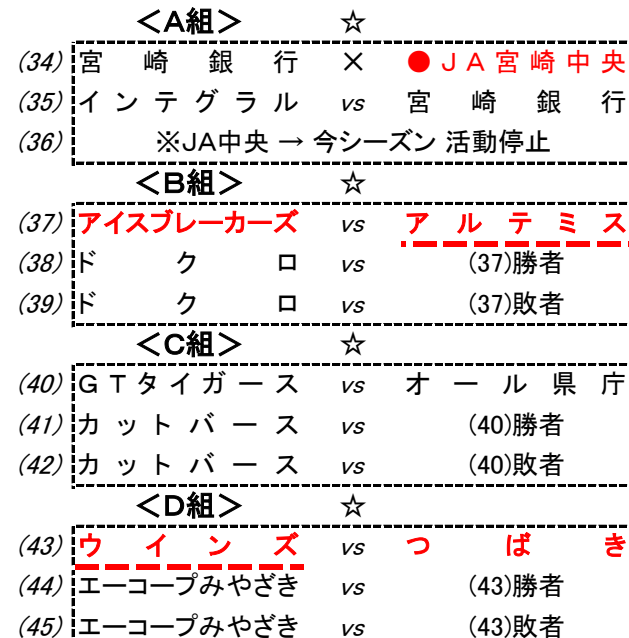 <A組> ☆
(34) 宮崎銀行 × ●JA宮崎中央
(35) インテグラル vs 宮崎銀行
(36) ※JA中央 → 今シーズン 活動停止
<B組> ☆
(37) アイスブレーカーズ vs アルテミス
(38) ドクロ vs (37)勝者
(39) ドクロ vs (37)敗者
<C組> ☆
(40) GTタイガース vs オール県庁
(41) カットバース vs (40)勝者
(42) カットバース vs (40)敗者
<D組> ☆
(43) ウインズ vs つばき
(44) エーコープみやざき vs (43)勝者
(45) エーコープみやざき vs (43)敗者